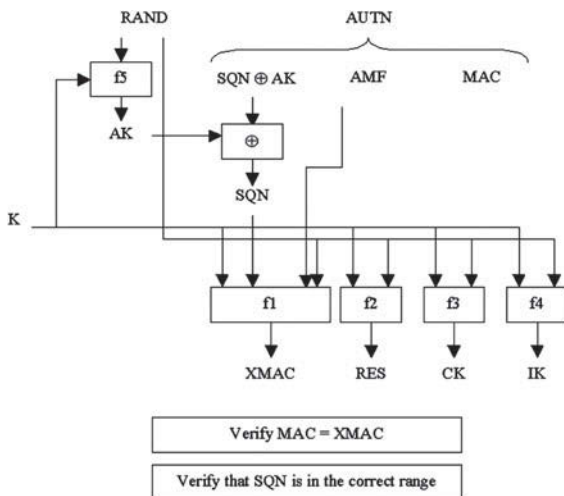 RAND AUTN
f5 SQN ⊕ AK AMF MAC
AK ⊕
SQN
K
f1 f2 f3 f4
XMAC RES CK IK
Verify MAC = XMAC
Verify that SQN is in the correct range